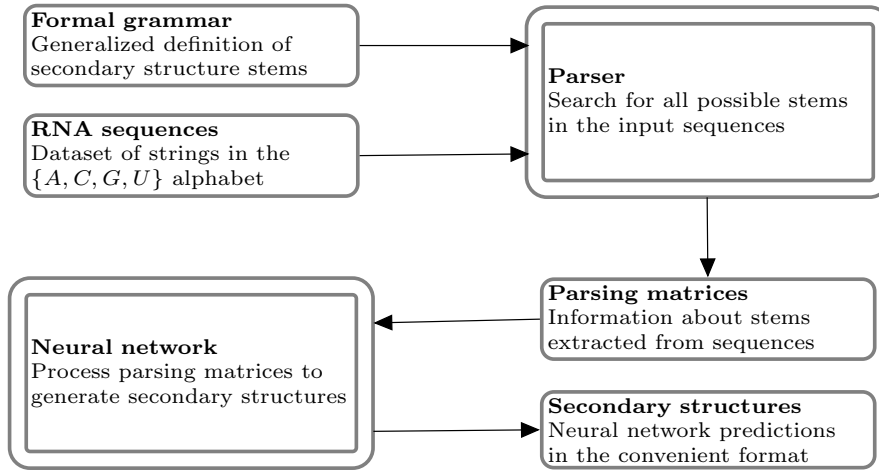 Formal grammar
Generalized definition of
secondary structure stems
RNA sequences
Dataset of strings in the
{A, C, G, U} alphabet
Parser
Search for all possible stems
in the input sequences
Parsing matrices
Information about stems
extracted from sequences
Neural network
Process parsing matrices to
generate secondary structures
Secondary structures
Neural network predictions
in the convenient format